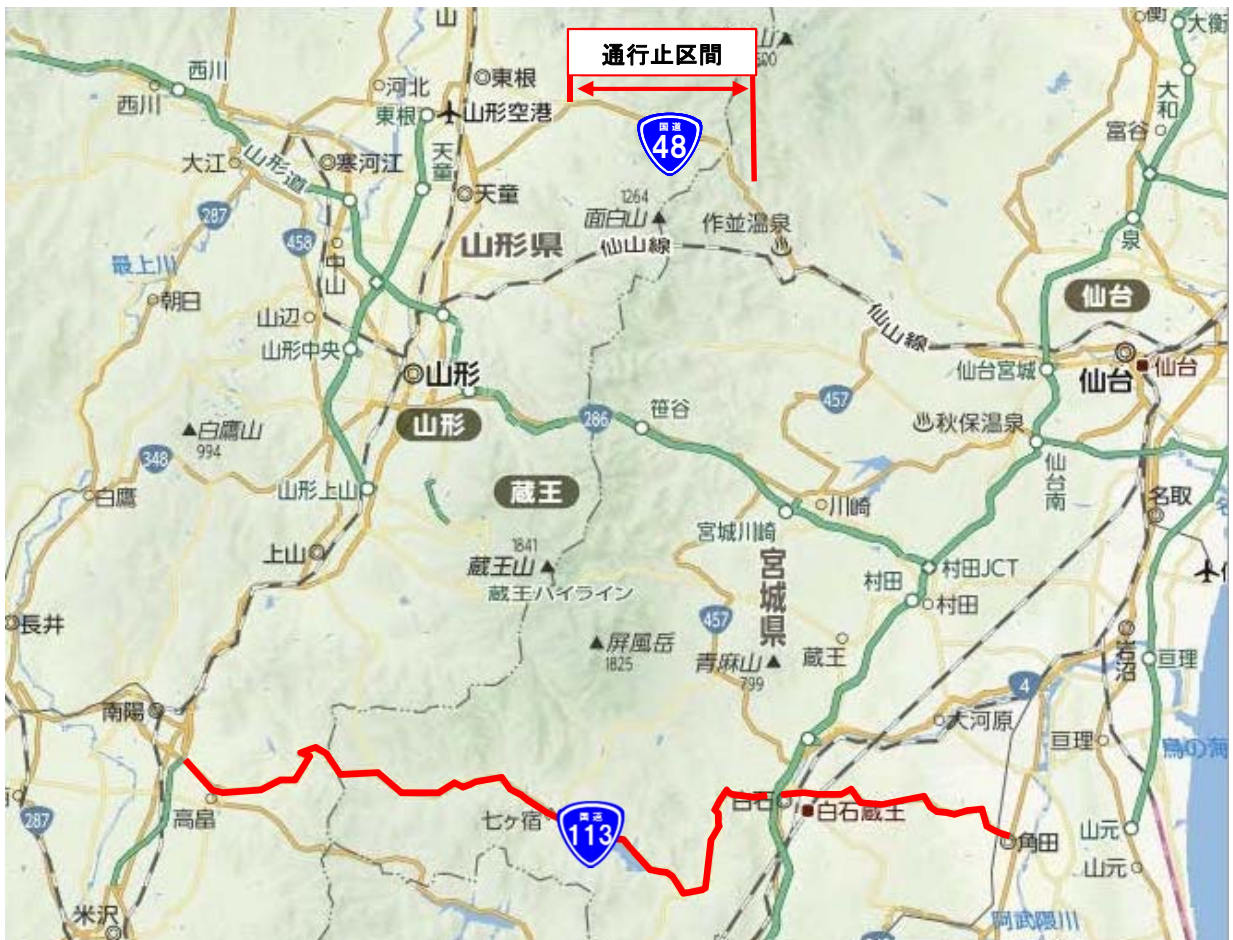 山
衡
大衡
通行止区間
山
500
西川
西川
河北
東根
東根
山形空港
大和
富谷
国道
48
大江
山形道
寒河江
天童
天童
287
458
中山
1264
面白山
作並温泉
泉
山形県
仙山線
最上川
朝日
仙台
山辺
山形中央
仙山線
山形
仙台宮城
仙台
仙台
山形
286
笹谷
457
秋保温泉
白鷹山
994
348
白鷹
山形上山
蔵王
仙台南
名取
川崎
宮城川崎
上山
1841
蔵王山
蔵王ハイライン
宮城県
村田JCT
村田
村田
長井
457
屏風岳
1825
青麻山
799
蔵王
岩沼
亘理
4
南陽
大河原
亘理
鳥の海
287
高畠
七ヶ宿
国道
113
白石
白石蔵王
角田
山元
山元
米沢
阿武隈川